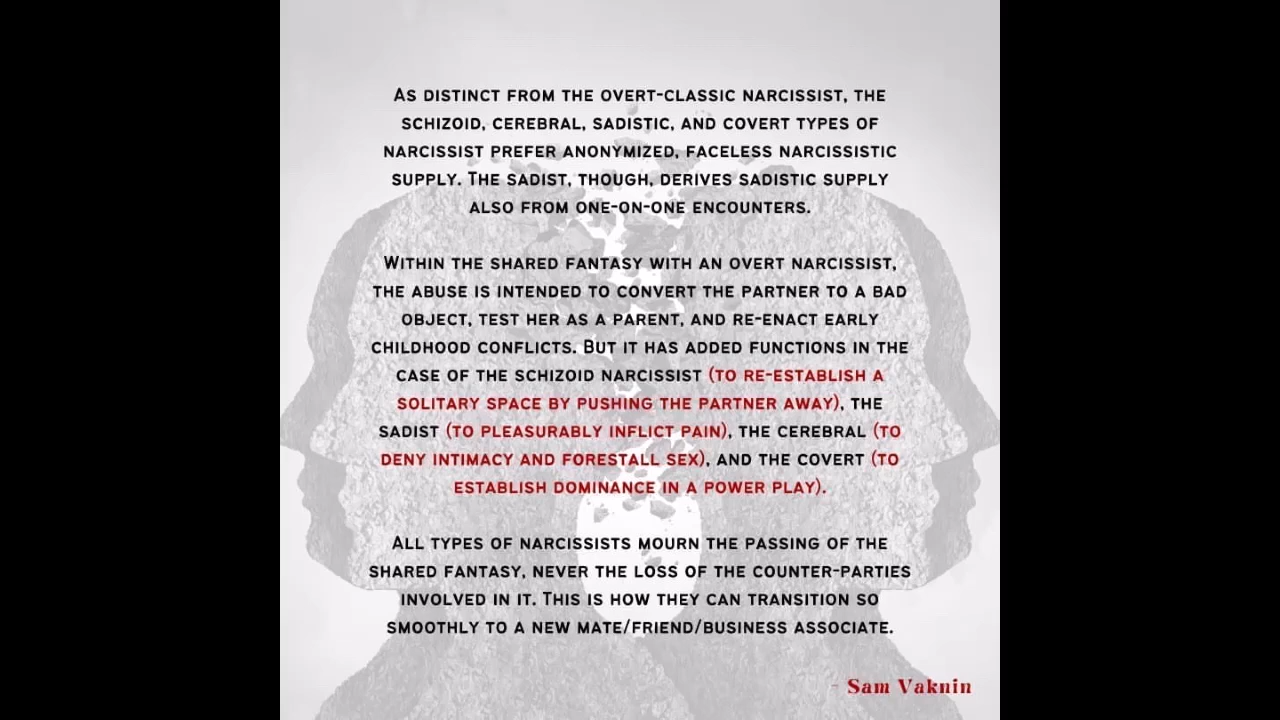 AS DISTINCT FROM THE OVERT-CLASSIC NARCISSIST, THE
SCHIZOID, CEREBRAL, SADISTIC, AND COVERT TYPES OF
NARCISSIST PREFER ANONYMIZED, FACELESS NARCISSISTIC
SUPPLY. THE SADIST, THOUGH, DERIVES SADISTIC SUPPLY
ALSO FROM ONE-ON-ONE ENCOUNTERS.
WITHIN THE SHARED FANTASY WITH AN OVERT NARCISSIST,
THE ABUSE IS INTENDED TO CONVERT THE PARTNER TO A BAD
OBJECT, TEST HER AS A PARENT, AND RE-ENACT EARLY
CHILDHOOD CONFLICTS. BUT IT HAS ADDED FUNCTIONS IN THE
CASE OF THE SCHIZOID NARCISSIST (TO RE-ESTABLISH A
SOLITARY SPACE BY PUSHING THE PARTNER AWAY), THE
SADIST (TO PLEASURABLY INFLICT PAIN), THE CEREBRAL (TO
DENY INTIMACY AND FORESTALL SEX), AND THE COVERT (TO
ESTABLISH DOMINANCE IN A POWER PLAY).
ALL TYPES OF NARCISSISTS MOURN THE PASSING OF THE
SHARED FANTASY, NEVER THE LOSS OF THE COUNTER-PARTIES
INVOLVED IN IT. THIS IS HOW THEY CAN TRANSITION SO
SMOOTHLY TO A NEW MATE/FRIEND/BUSINESS ASSOCIATE.
- Sam Vaknin